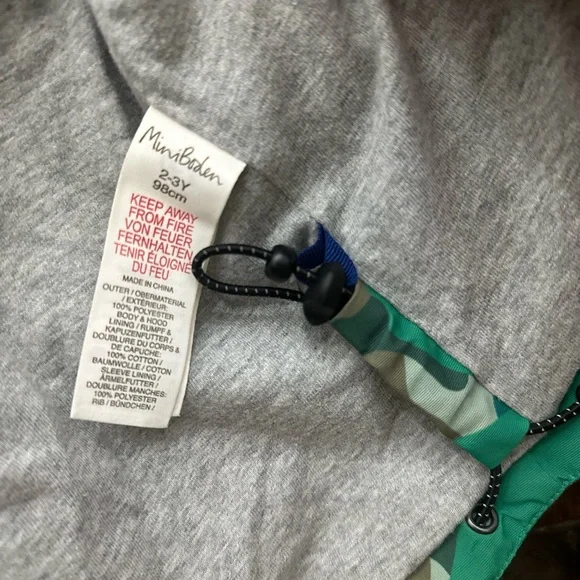 MiniBoden
2-3Y
98cm
KEEP AWAY
FROM FIRE
VON FEUER
FERNHALTEN
TENIR ÉLOIGNE
DU FEU
MADE IN CHINA
OUTER / OBERMATERIAL
/ EXTÉRIEUR:
100% POLYESTER
BODY & HOOD
LINING / RUMPF &
KAPUZENFUTTER /
DOUBLURE DU CORPS &
DE CAPUCHE:
100% COTTON /
BAUMWOLLE / COTON
SLEEVE LINING /
ÄRMELFUTTER /
DOUBLURE MANCHES:
100% POLYESTER
RIB / BÜNDCHEN /